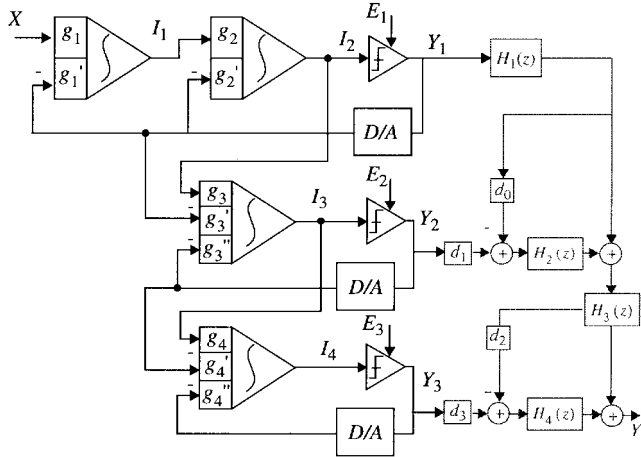 X
g₁
g₁'
-
I₁
g₂
g₂'
-
I₂
E₁
Y₁
H₁(z)
D/A
d₀
g₃
g₃'
g₃''
-
-
I₃
E₂
Y₂
d₁
-
+
H₂(z)
+
D/A
H₃(z)
d₂
g₄
g₄'
g₄''
-
-
I₄
E₃
Y₃
d₃
-
+
H₄(z)
+
Y
D/A